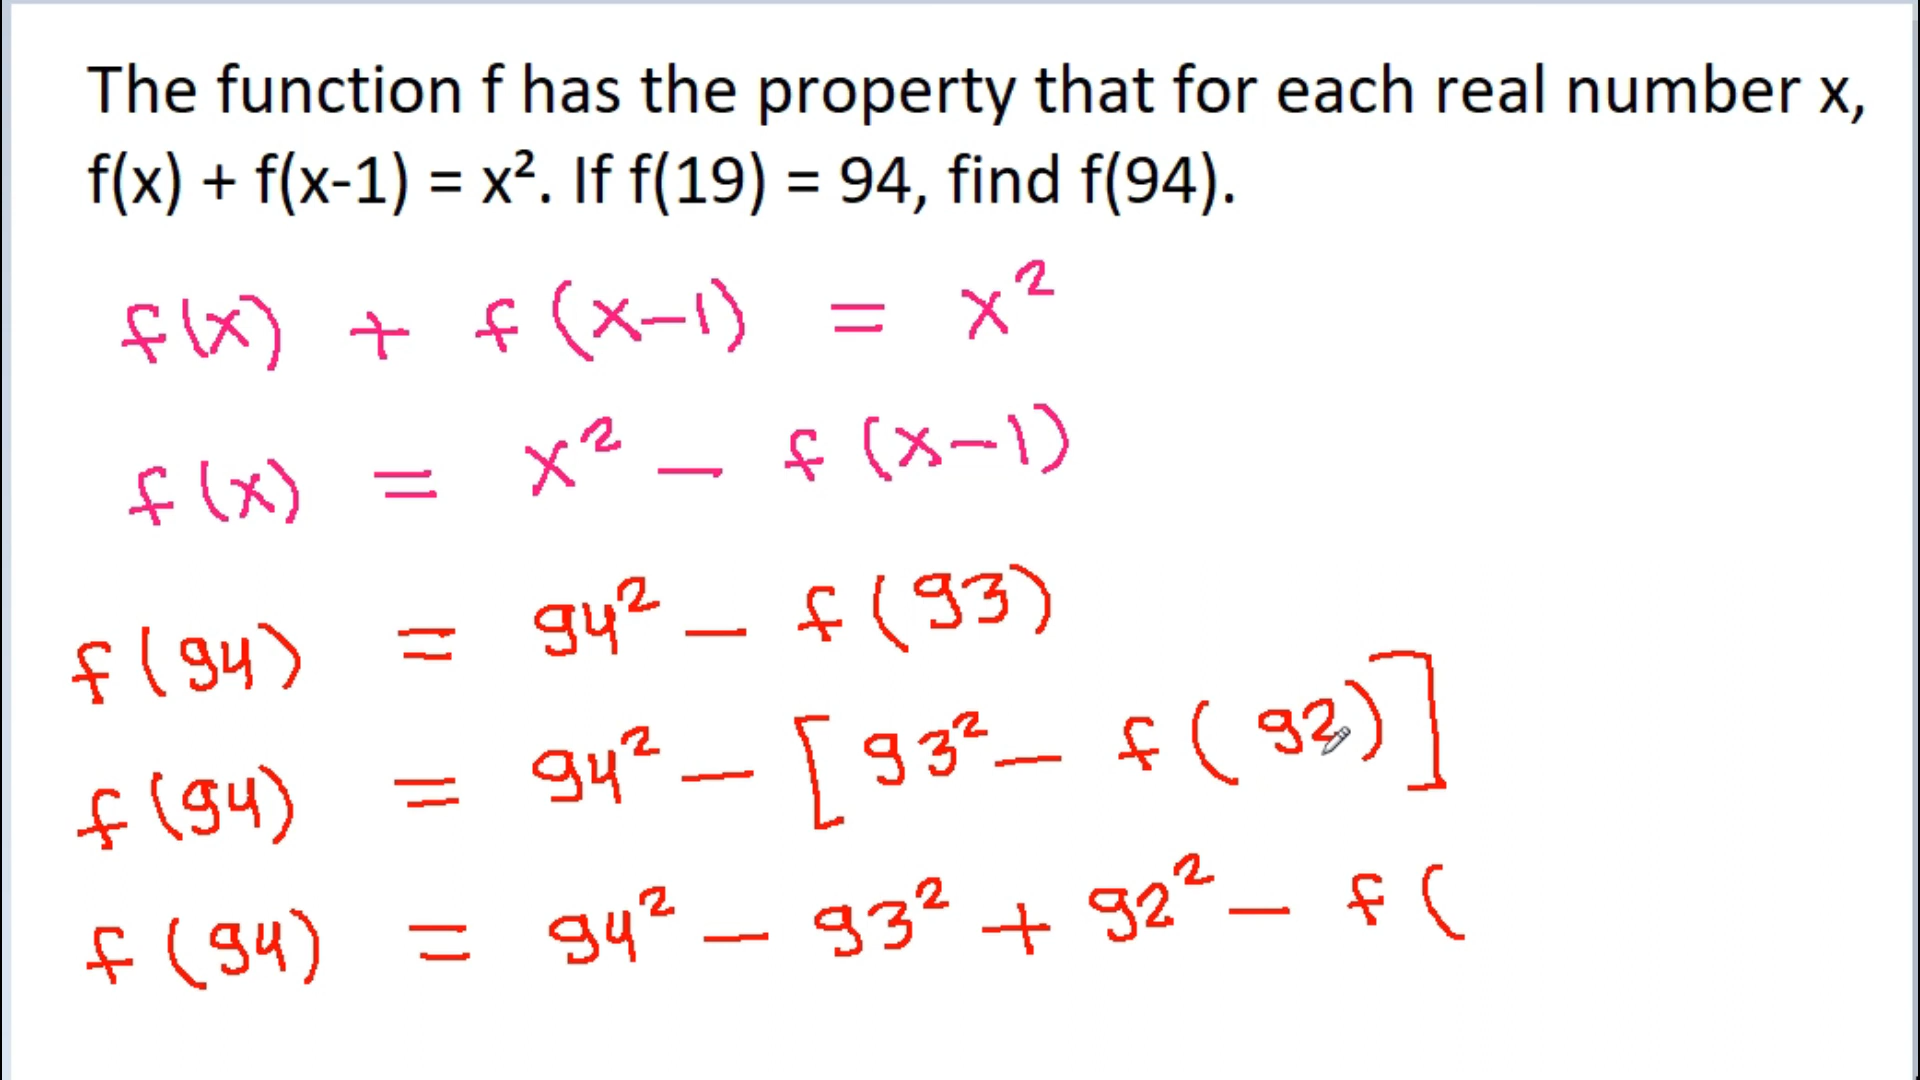 The function f has the property that for each real number x,
f(x) + f(x-1) = x². If f(19) = 94, find f(94).
f(x) + f(x-1) = x²
f(x) = x² - f(x-1)
f(94) = 94² - f(93)
f(94) = 94² - [93² - f(92)]
f(94) = 94² - 93² + 92² - f(